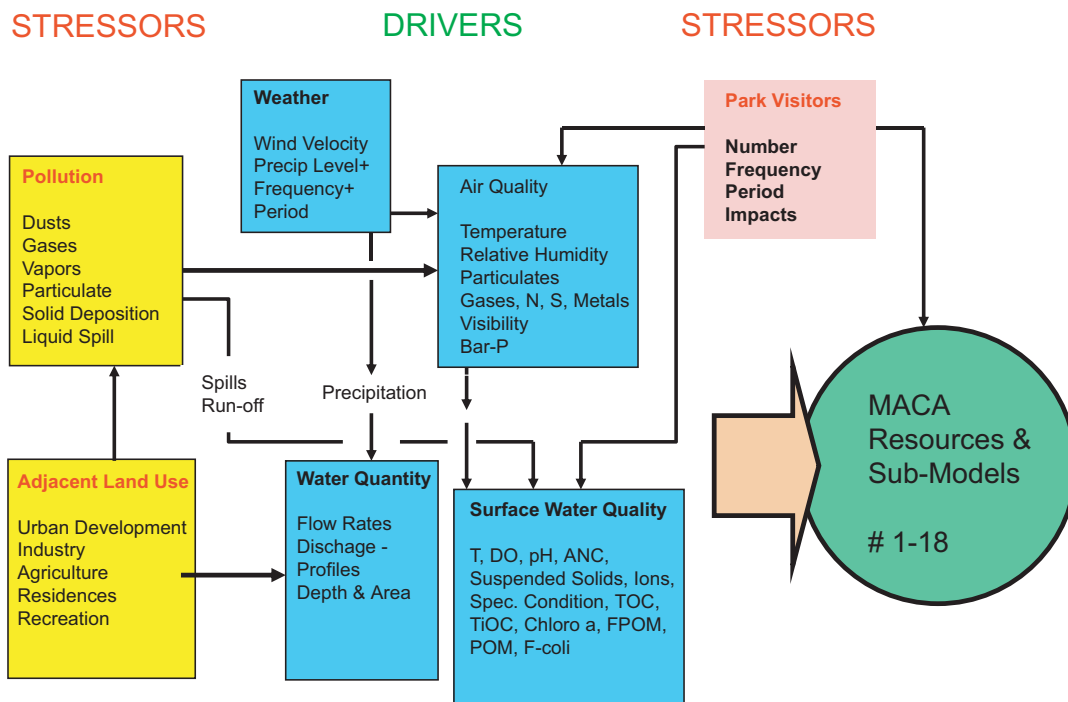 STRESSORS
DRIVERS
STRESSORS
Weather
Wind Velocity
Precip Level+
Frequency+
Period
Park Visitors
Number
Frequency
Period
Impacts
Pollution
Dusts
Gases
Vapors
Particulate
Solid Deposition
Liquid Spill
Air Quality
Temperature
Relative Humidity
Particulates
Gases, N, S, Metals
Visibility
Bar-P
Spills
Run-off
Precipitation
MACA
Resources &
Sub-Models
# 1-18
Adjacent Land Use
Urban Development
Industry
Agriculture
Residences
Recreation
Water Quantity
Flow Rates
Dischage -
Profiles
Depth & Area
Surface Water Quality
T, DO, pH, ANC,
Suspended Solids, Ions,
Spec. Condition, TOC,
TiOC, Chloro a, FPOM,
POM, F-coli